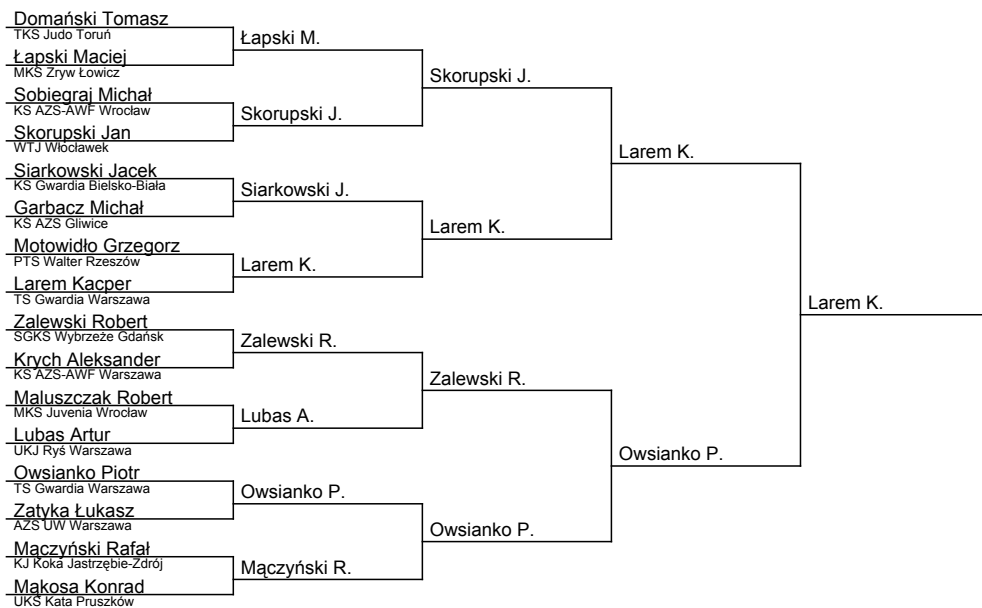 Domański Tomasz
TKS Judo Toruń
Łapski Maciej
MKS Zryw Łowicz
Sobiegraj Michał
KS AZS-AWF Wrocław
Skorupski Jan
WTJ Włocławek
Siarkowski Jacek
KS Gwardia Bielsko-Biała
Garbacz Michał
KS AZS Gliwice
Motowidło Grzegorz
PTS Walter Rzeszów
Larem Kacper
TS Gwardia Warszawa
Zalewski Robert
SGKS Wybrzeże Gdańsk
Krych Aleksander
KS AZS-AWF Warszawa
Maluszczak Robert
MKS Juvenia Wrocław
Lubas Artur
UKJ Ryś Warszawa
Owsianko Piotr
TS Gwardia Warszawa
Zatyka Łukasz
AZS UW Warszawa
Mączyński Rafał
KJ Koka Jastrzębie-Zdrój
Mąkosa Konrad
UKS Kata Pruszków
Łapski M.
Skorupski J.
Siarkowski J.
Larem K.
Zalewski R.
Lubas A.
Owsianko P.
Mączyński R.
Skorupski J.
Larem K.
Zalewski R.
Owsianko P.
Larem K.
Owsianko P.
Larem K.